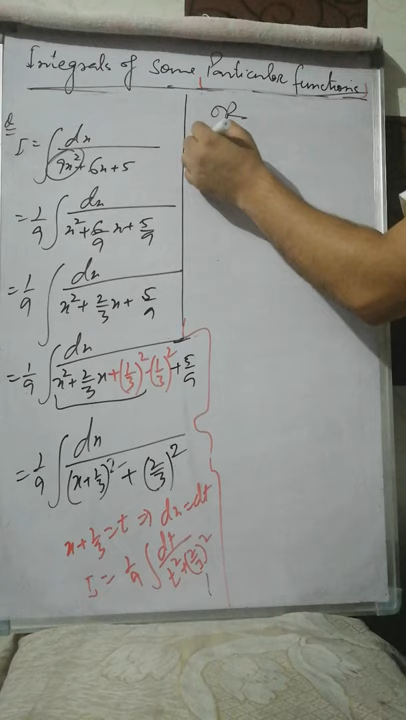 Integrals of Some Particular functions
Q
I = ∫ dx / (9x² + 6x + 5)
= 1/9 ∫ dx / (x² + 6/9 x + 5/9)
= 1/9 ∫ dx / (x² + 2/3 x + 5/9)
= 1/9 ∫ dx / (x² + 2/3 x + (1/3)² - (1/3)² + 5/9)
= 1/9 ∫ dx / ((x + 1/3)² + (2/3)²)
x + 1/3 = t ⇒ dx = dt
I = 1/9 ∫ dt / (t² + (2/3)²)
OR